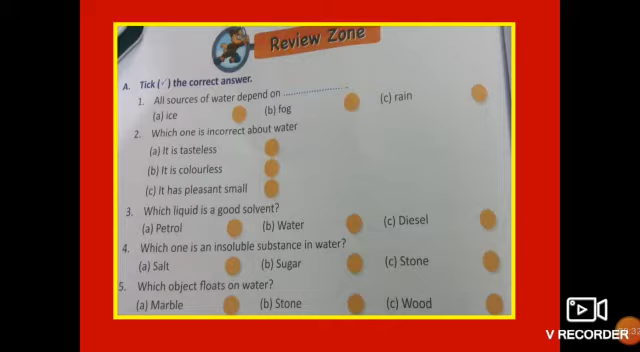 Review Zone
A. Tick (✓) the correct answer.
1. All sources of water depend on ....................
(a) ice (b) fog (c) rain
2. Which one is incorrect about water
(a) It is tasteless
(b) It is colourless
(c) It has pleasant small
3. Which liquid is a good solvent?
(a) Petrol (b) Water (c) Diesel
4. Which one is an insoluble substance in water?
(a) Salt (b) Sugar (c) Stone
5. Which object floats on water?
(a) Marble (b) Stone (c) Wood
V RECORDER